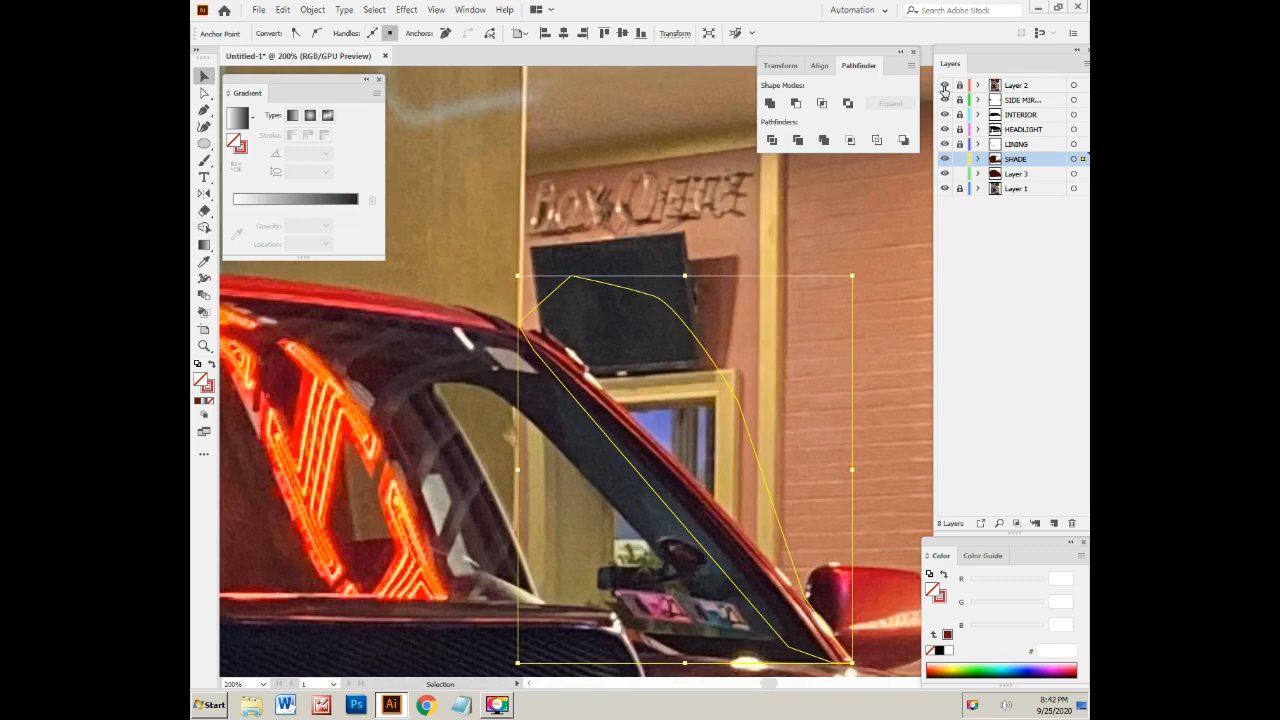 File Edit Object Type Select Effect View Window Help
Automation
Search Adobe Stock
Anchor Point
Convert:
Handles:
Anchors:
Transform
Untitled-1* @ 200% (RGB/GPU Preview)
Gradient
Type:
Stroke:
Opacity:
Location:
Transform
Align
Pathfinder
Shape Modes:
Expand
Pathfinders:
BOX OFFICE
Layers
Layer 2
SIDE MIR...
INTERIOR
HEADLIGHT
LINING
SHADE
Layer 3
Layer 1
8 Layers
Color
Color Guide
R
G
B
#
200%
1
Selection
Start
8:42 PM
9/25/2020